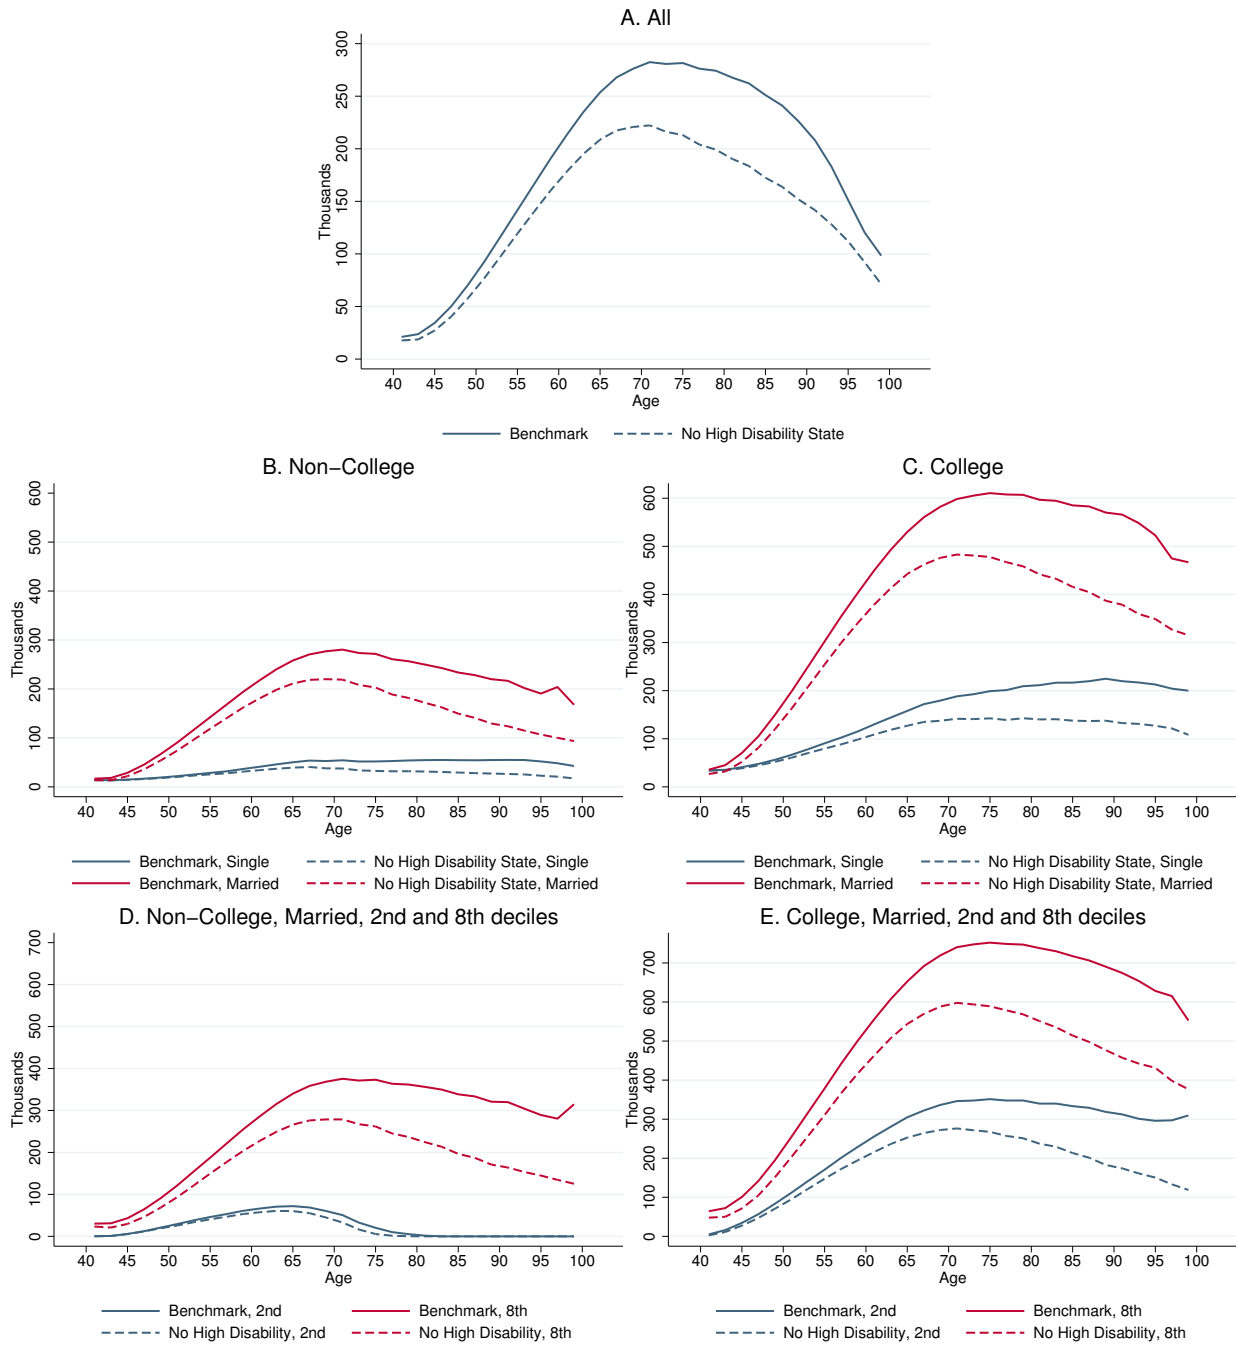 A. All
Thousands
300
250
200
150
100
50
0
40 45 50 55 60 65 70 75 80 85 90 95 100
Age
Benchmark No High Disability State
B. Non−College
Thousands
600
500
400
300
200
100
0
40 45 50 55 60 65 70 75 80 85 90 95 100
Age
Benchmark, Single No High Disability State, Single
Benchmark, Married No High Disability State, Married
C. College
Thousands
600
500
400
300
200
100
0
40 45 50 55 60 65 70 75 80 85 90 95 100
Age
Benchmark, Single No High Disability State, Single
Benchmark, Married No High Disability State, Married
D. Non−College, Married, 2nd and 8th deciles
Thousands
700
600
500
400
300
200
100
0
40 45 50 55 60 65 70 75 80 85 90 95 100
Age
Benchmark, 2nd Benchmark, 8th
No High Disability, 2nd No High Disability, 8th
E. College, Married, 2nd and 8th deciles
Thousands
700
600
500
400
300
200
100
0
40 45 50 55 60 65 70 75 80 85 90 95 100
Age
Benchmark, 2nd Benchmark, 8th
No High Disability, 2nd No High Disability, 8th